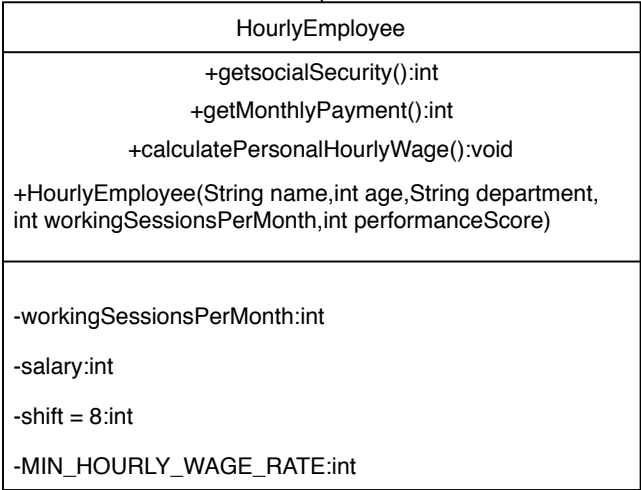 HourlyEmployee
+getsocialSecurity():int
+getMonthlyPayment():int
+calculatePersonalHourlyWage():void
+HourlyEmployee(String name,int age,String department,
int workingSessionsPerMonth,int performanceScore)
-workingSessionsPerMonth:int
-salary:int
-shift = 8:int
-MIN_HOURLY_WAGE_RATE:int